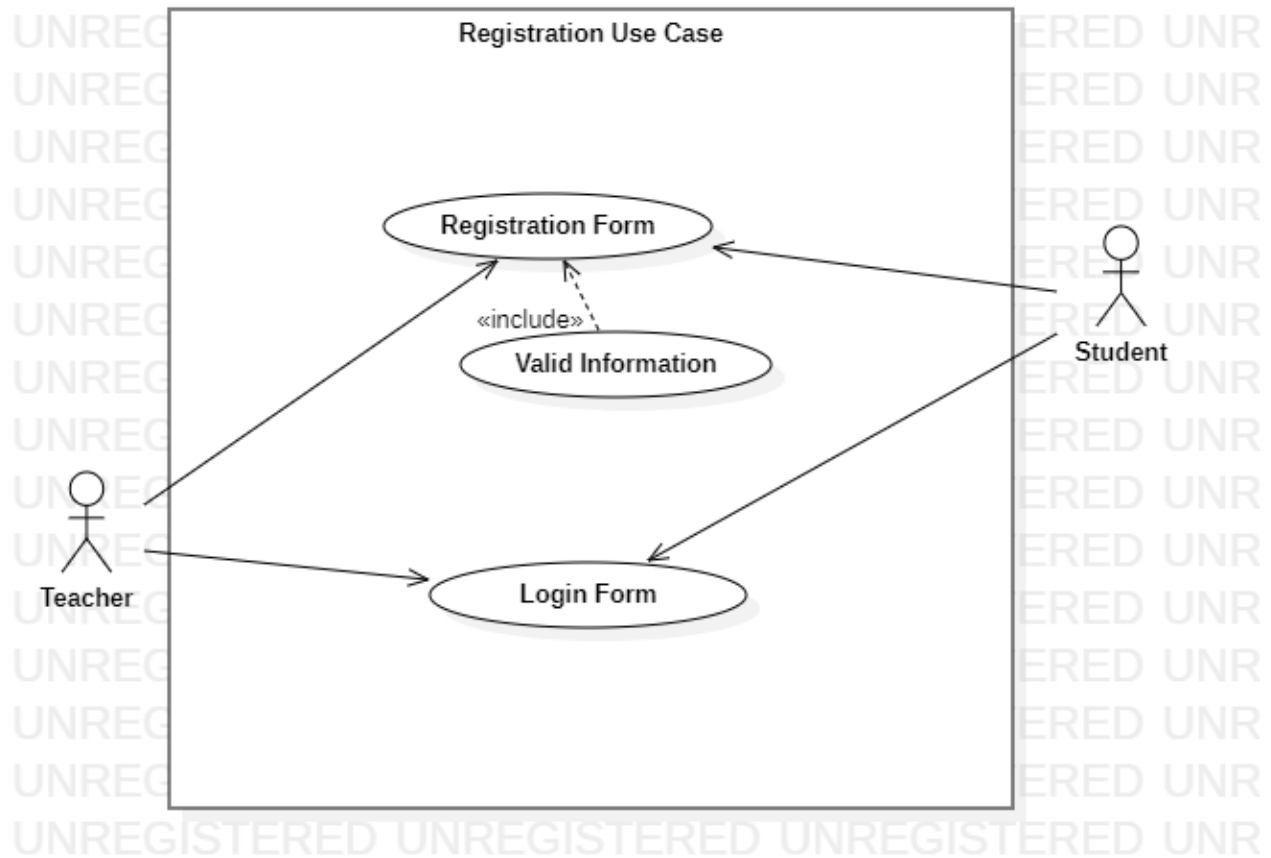 Registration Use Case
Registration Form
«include»
Valid Information
Student
Teacher
Login Form
UNREGISTERED UNREGISTERED UNREGISTERED UNR